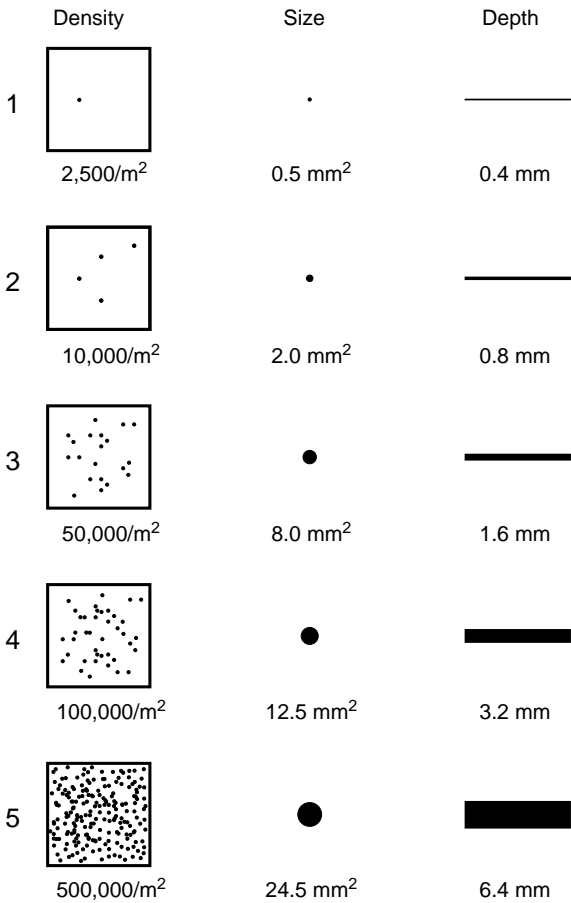 Density Size Depth
1
2,500/m² 0.5 mm² 0.4 mm
2
10,000/m² 2.0 mm² 0.8 mm
3
50,000/m² 8.0 mm² 1.6 mm
4
100,000/m² 12.5 mm² 3.2 mm
5
500,000/m² 24.5 mm² 6.4 mm